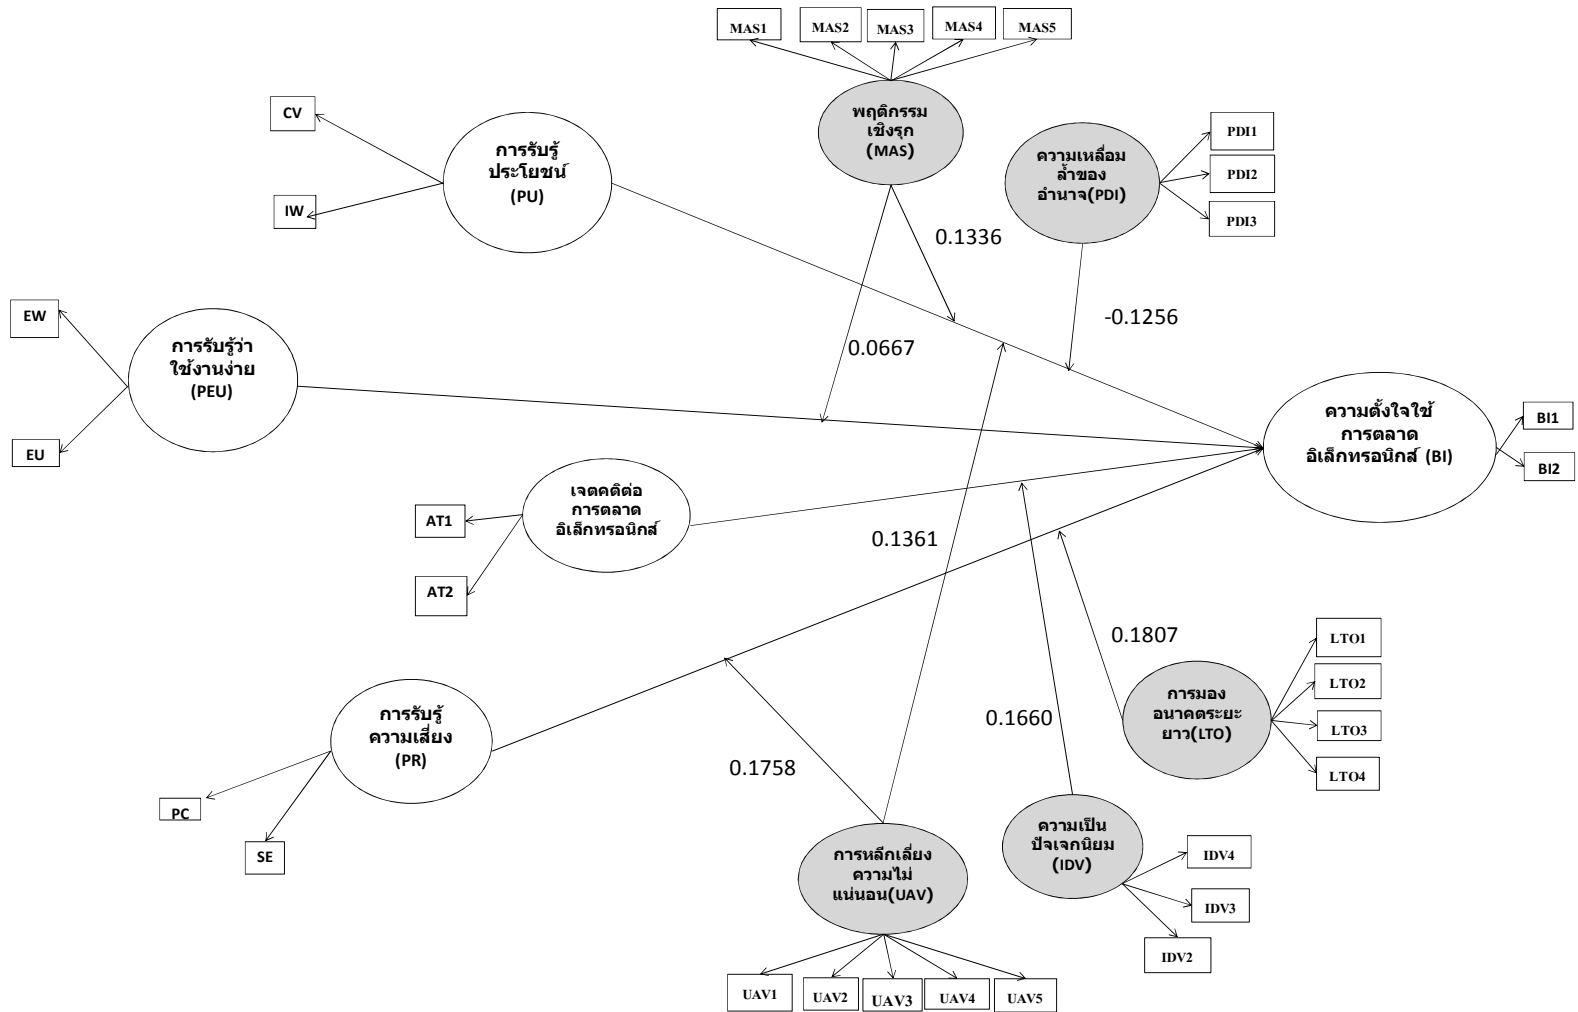 MAS1
MAS2
MAS3
MAS4
MAS5
พฤติกรรม
เชิงรุก
(MAS)
CV
IW
การรับรู้
ประโยชน์
(PU)
ความเหลื่อม
ล้ำของ
อำนาจ(PDI)
PDI1
PDI2
PDI3
0.1336
-0.1256
0.0667
EW
EU
การรับรู้ว่า
ใช้งานง่าย
(PEU)
ความตั้งใจใช้
การตลาด
อิเล็กทรอนิกส์ (BI)
BI1
BI2
เจตคติต่อ
การตลาด
อิเล็กทรอนิกส์
AT1
AT2
0.1361
0.1807
0.1660
0.1758
LTO1
LTO2
LTO3
LTO4
การมอง
อนาคตระยะ
ยาว(LTO)
การรับรู้
ความเสี่ยง
(PR)
PC
SE
การหลีกเลี่ยง
ความไม่
แน่นอน(UAV)
ความเป็น
ปัจเจกนิยม
(IDV)
IDV4
IDV3
IDV2
UAV1
UAV2
UAV3
UAV4
UAV5